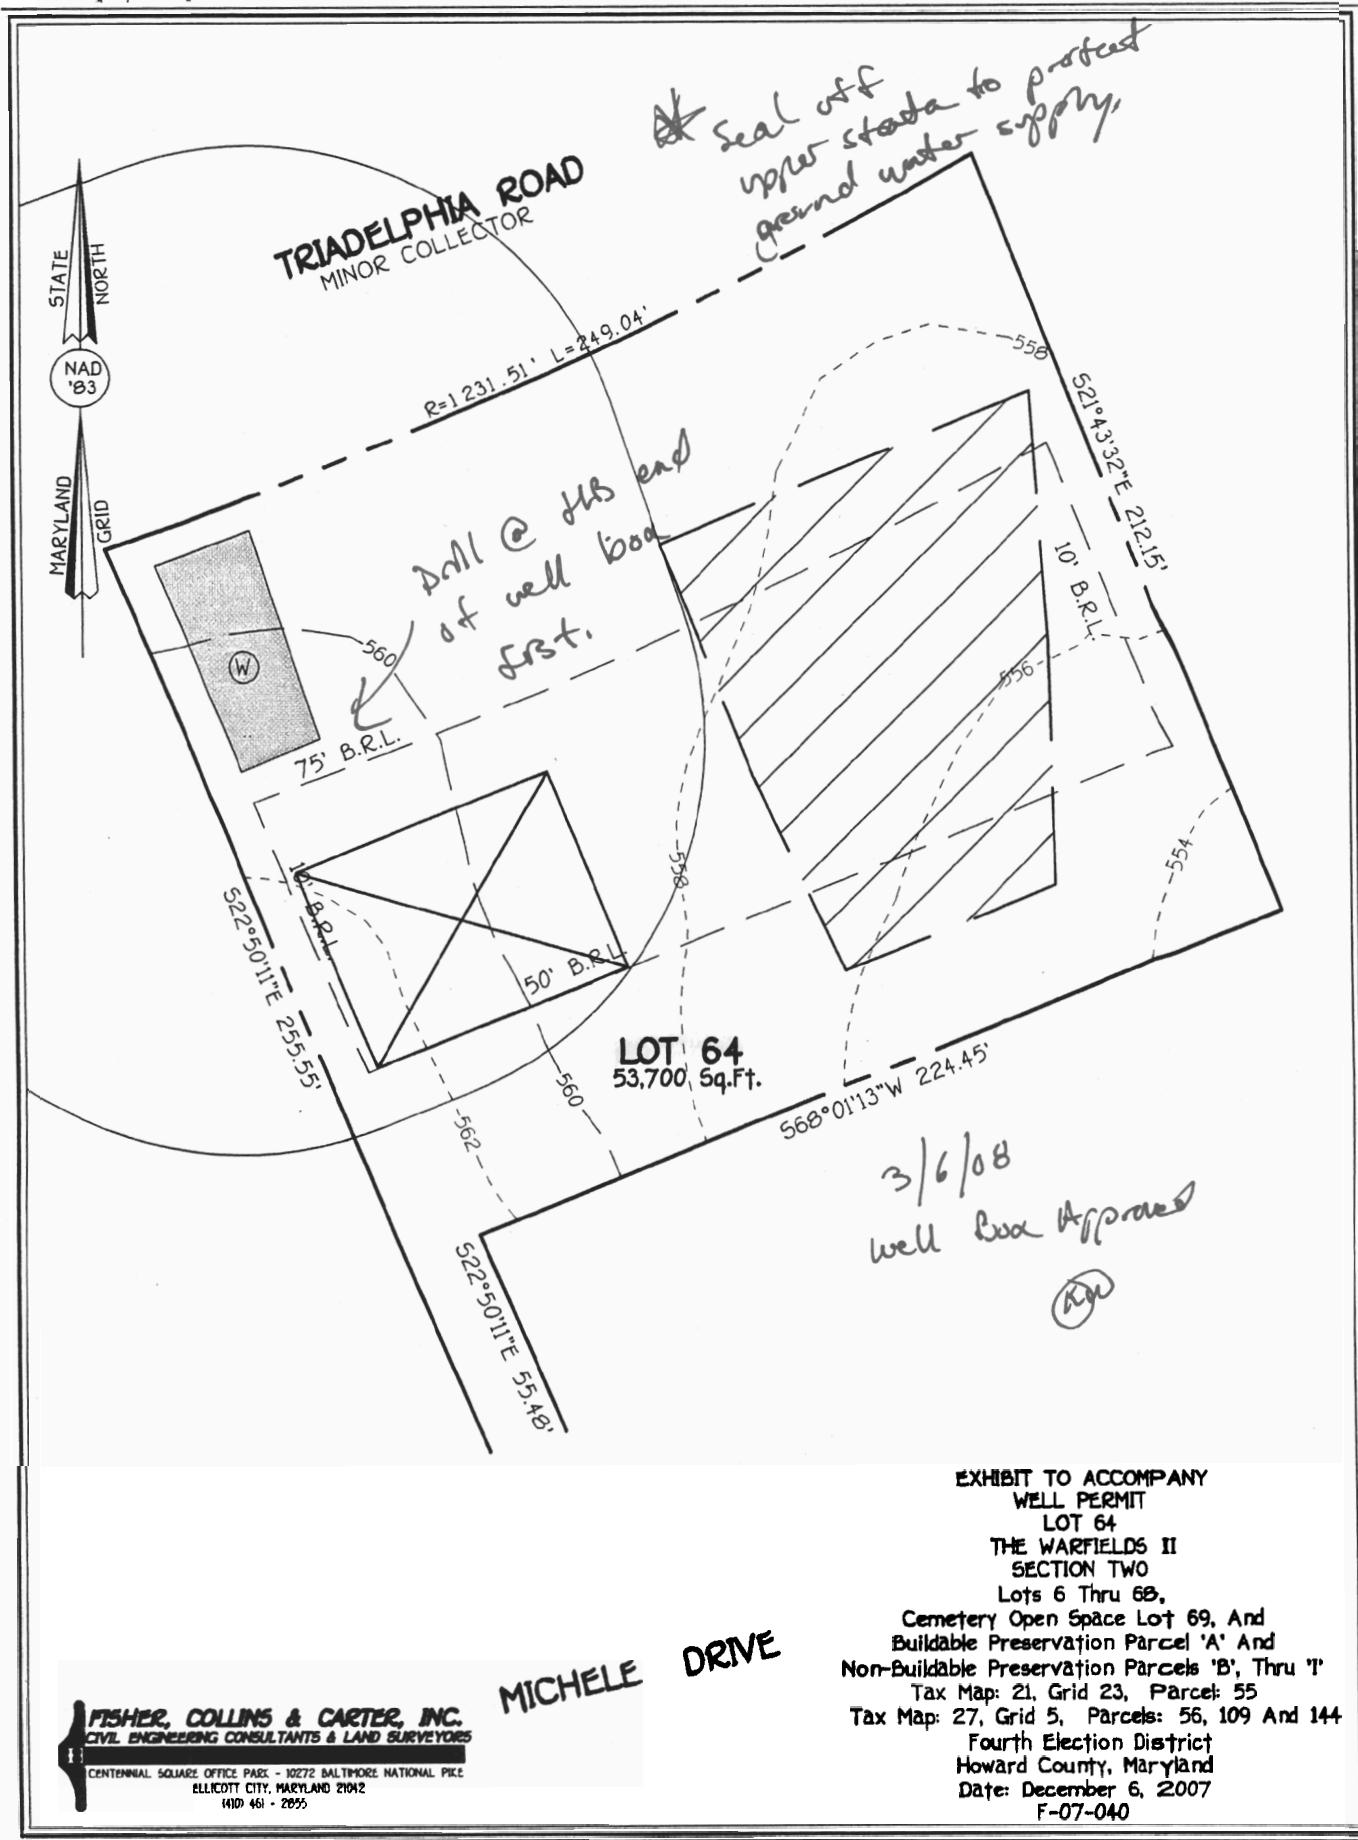 ✶ Seal off
upper strata to protect
ground water supply.
TRIADELPHIA ROAD
MINOR COLLECTOR
STATE NORTH
NAD
'83
MARYLAND GRID
R=1231.51' L=249.04'
558
S21°43'32"E 212.15'
Drill @ this end
of well box
first.
10' B.R.L.
560
W
556
75' B.R.L.
554
558
10' B.R.L.
S22°50'11"E 255.55'
50' B.R.L.
LOT 64
53,700 Sq.Ft.
560
562
S68°01'13"W 224.45'
3/6/08
Well Box Approved
KW
S22°50'11"E 55.48'
EXHIBIT TO ACCOMPANY
WELL PERMIT
LOT 64
THE WARFIELDS II
SECTION TWO
Lots 6 Thru 68,
Cemetery Open Space Lot 69, And
Buildable Preservation Parcel 'A' And
Non-Buildable Preservation Parcels 'B', Thru 'I'
Tax Map: 21, Grid 23, Parcel: 55
Tax Map: 27, Grid 5, Parcels: 56, 109 And 144
Fourth Election District
Howard County, Maryland
Date: December 6, 2007
F-07-040
MICHELE DRIVE
FISHER, COLLINS & CARTER, INC.
CIVIL ENGINEERING CONSULTANTS & LAND SURVEYORS
CENTENNIAL SQUARE OFFICE PARK - 10272 BALTIMORE NATIONAL PIKE
ELLICOTT CITY, MARYLAND 21042
(410) 461 - 2855